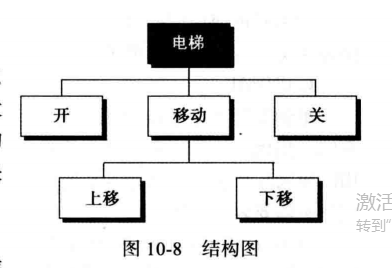 电梯
开 移动 关
上移 下移
图 10-8 结构图
激活
转到"